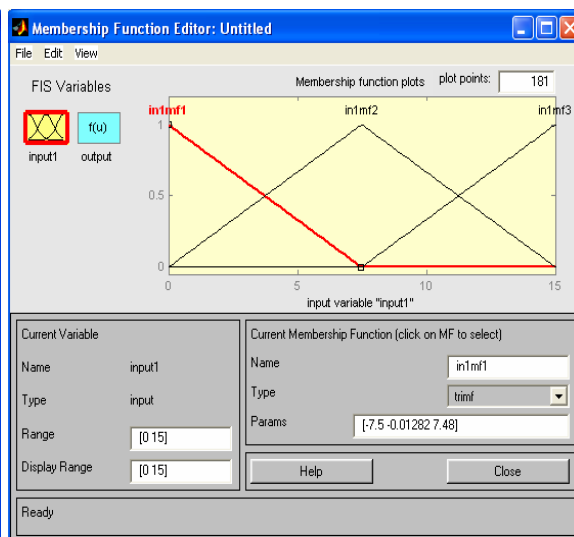 Membership Function Editor: Untitled
File Edit View
FIS Variables
Membership function plots plot points: 181
f(u)
input1 output
in1mf1 in1mf2 in1mf3
1
0.5
0
0 5 10 15
input variable "input1"
Current Variable
Name input1
Type input
Range [0 15]
Display Range [0 15]
Current Membership Function (click on MF to select)
Name in1mf1
Type trimf
Params [-7.5 -0.01282 7.48]
Help Close
Ready